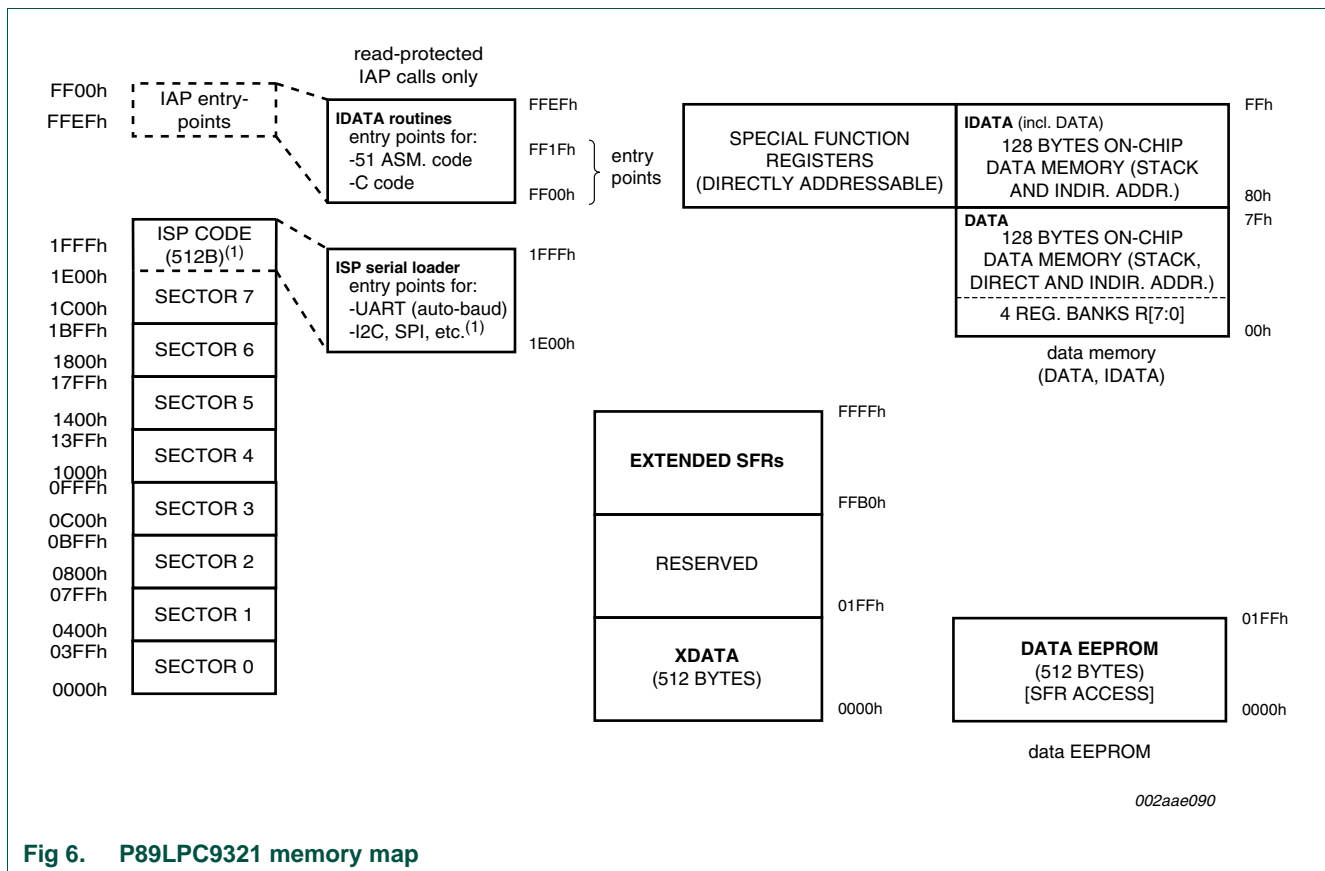 read-protected
IAP calls only
FF00h
FFEFh
IAP entry-
points
IDATA routines
entry points for:
-51 ASM. code
-C code
FFEFh
FF1Fh
FF00h
entry
points
SPECIAL FUNCTION
REGISTERS
(DIRECTLY ADDRESSABLE)
IDATA (incl. DATA)
128 BYTES ON-CHIP
DATA MEMORY (STACK
AND INDIR. ADDR.)
FFh
80h
DATA
128 BYTES ON-CHIP
DATA MEMORY (STACK,
DIRECT AND INDIR. ADDR.)
4 REG. BANKS R[7:0]
7Fh
00h
data memory
(DATA, IDATA)
1FFFh
1E00h
ISP CODE
(512B)(1)
ISP serial loader
entry points for:
-UART (auto-baud)
-I2C, SPI, etc.(1)
1FFFh
1E00h
SECTOR 7
1C00h
1BFFh
SECTOR 6
1800h
17FFh
SECTOR 5
1400h
13FFh
SECTOR 4
1000h
0FFFh
SECTOR 3
0C00h
0BFFh
SECTOR 2
0800h
07FFh
SECTOR 1
0400h
03FFh
SECTOR 0
0000h
FFFFh
EXTENDED SFRs
FFB0h
RESERVED
01FFh
XDATA
(512 BYTES)
0000h
01FFh
DATA EEPROM
(512 BYTES)
[SFR ACCESS]
0000h
data EEPROM
002aae090
Fig 6. P89LPC9321 memory map